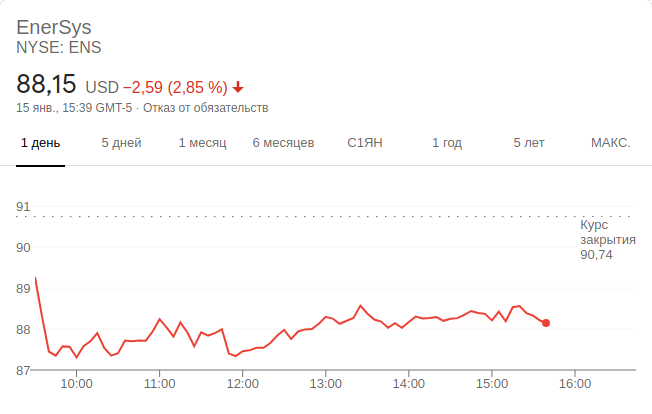 EnerSys
NYSE: ENS
88,15 USD −2,59 (2,85 %)
15 янв., 15:39 GMT-5 · Отказ от обязательств
1 день 5 дней 1 месяц 6 месяцев С1ЯН 1 год 5 лет МАКС.
91
Курс
закрытия
90,74
90
89
88
87
10:00 11:00 12:00 13:00 14:00 15:00 16:00